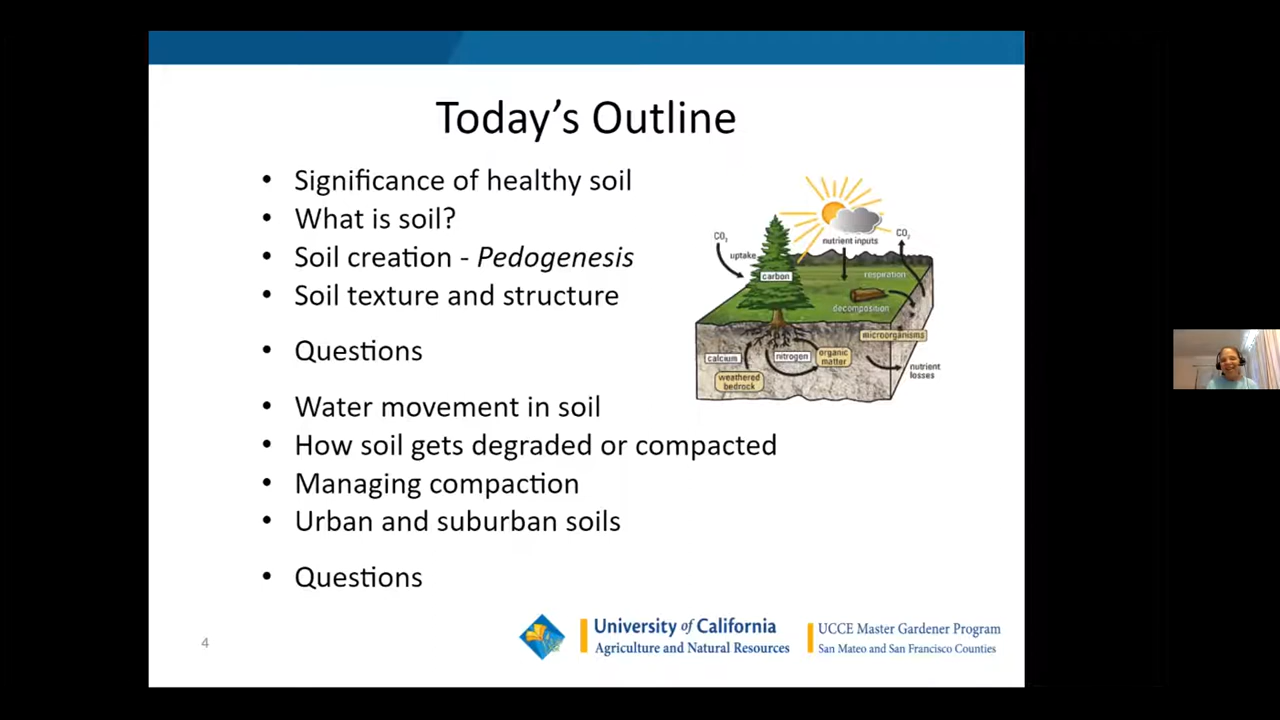 Today's Outline
• Significance of healthy soil
• What is soil?
• Soil creation - Pedogenesis
• Soil texture and structure
• Questions
• Water movement in soil
• How soil gets degraded or compacted
• Managing compaction
• Urban and suburban soils
• Questions
CO₂
uptake
carbon
nutrient inputs
CO₂
respiration
decomposition
microorganisms
calcium
nitrogen
organic
matter
weathered
bedrock
nutrient
losses
4
University of California
Agriculture and Natural Resources
UCCE Master Gardener Program
San Mateo and San Francisco Counties